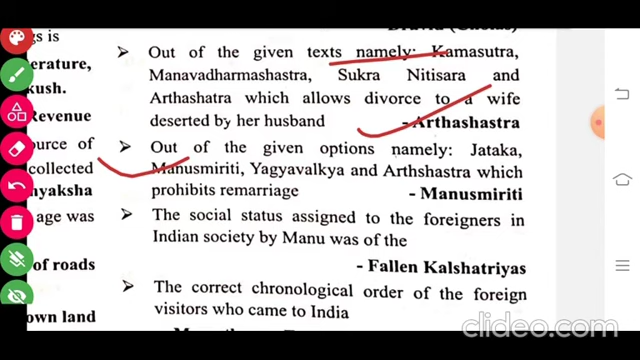 gs is
erature,
kush.
Revenue
ource of
collected
nyaksha
age was
of roads
own land
➤ Out of the given texts namely: Kamasutra,
Manavadharmashastra, Sukra Nitisara and
Arthashatra which allows divorce to a wife
deserted by her husband - Arthashastra
➤ Out of the given options namely: Jataka,
Manusmiriti, Yagyavalkya and Arthshastra which
prohibits remarriage - Manusmiriti
➤ The social status assigned to the foreigners in
Indian society by Manu was of the
- Fallen Kalshatriyas
➤ The correct chronological order of the foreign
visitors who came to India
clideo.com